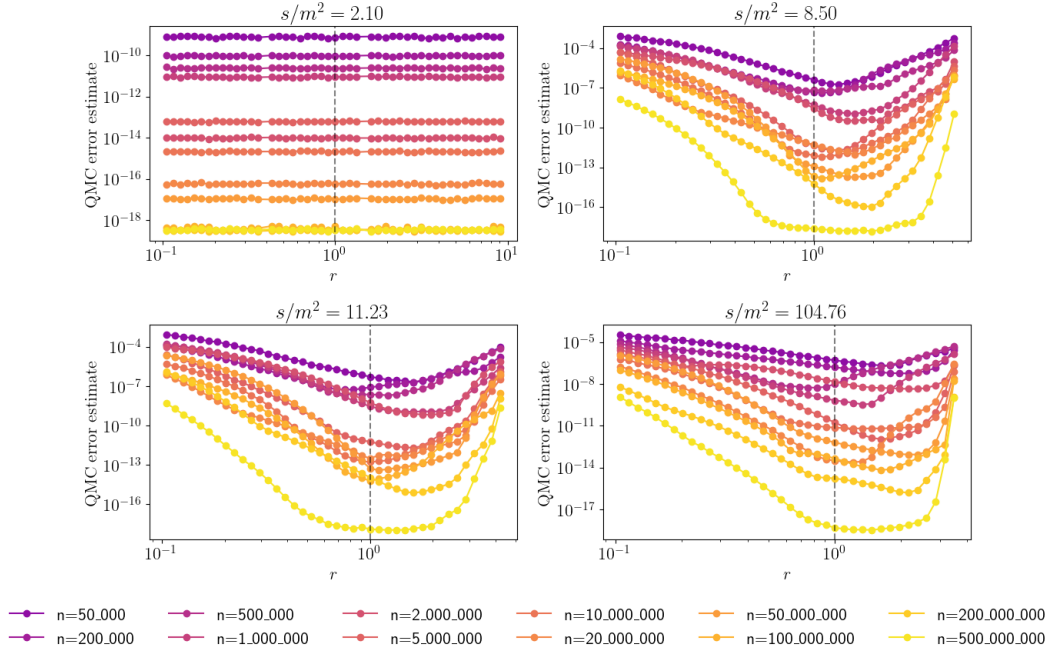 s/m² = 2.10
QMC error estimate
10⁻¹⁰
10⁻¹²
10⁻¹⁴
10⁻¹⁶
10⁻¹⁸
10⁻¹ 10⁰ 10¹
r
s/m² = 8.50
QMC error estimate
10⁻⁴
10⁻⁷
10⁻¹⁰
10⁻¹³
10⁻¹⁶
10⁻¹ 10⁰
r
s/m² = 11.23
QMC error estimate
10⁻⁴
10⁻⁷
10⁻¹⁰
10⁻¹³
10⁻¹⁶
10⁻¹ 10⁰
r
s/m² = 104.76
QMC error estimate
10⁻⁵
10⁻⁸
10⁻¹¹
10⁻¹⁴
10⁻¹⁷
10⁻¹ 10⁰
r
n=50_000 n=500_000 n=2_000_000 n=10_000_000 n=50_000_000 n=200_000_000
n=200_000 n=1_000_000 n=5_000_000 n=20_000_000 n=100_000_000 n=500_000_000